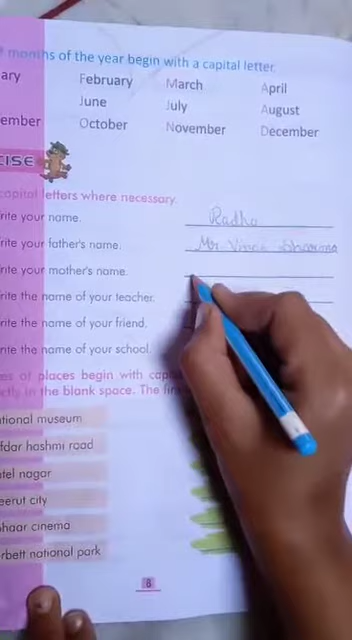 months of the year begin with a capital letter.
ary February March April
June July August
ember October November December
CISE
capital letters where necessary.
rite your name. Radha
rite your father's name. Mr. Sharma
rite your mother's name.
rite the name of your teacher.
rite the name of your friend.
rite the name of your school.
es of places begin with cap
ctly in the blank space. The fir
ational museum
fdar hashmi road
atel nagar
eerut city
haar cinema
rbett national park
8